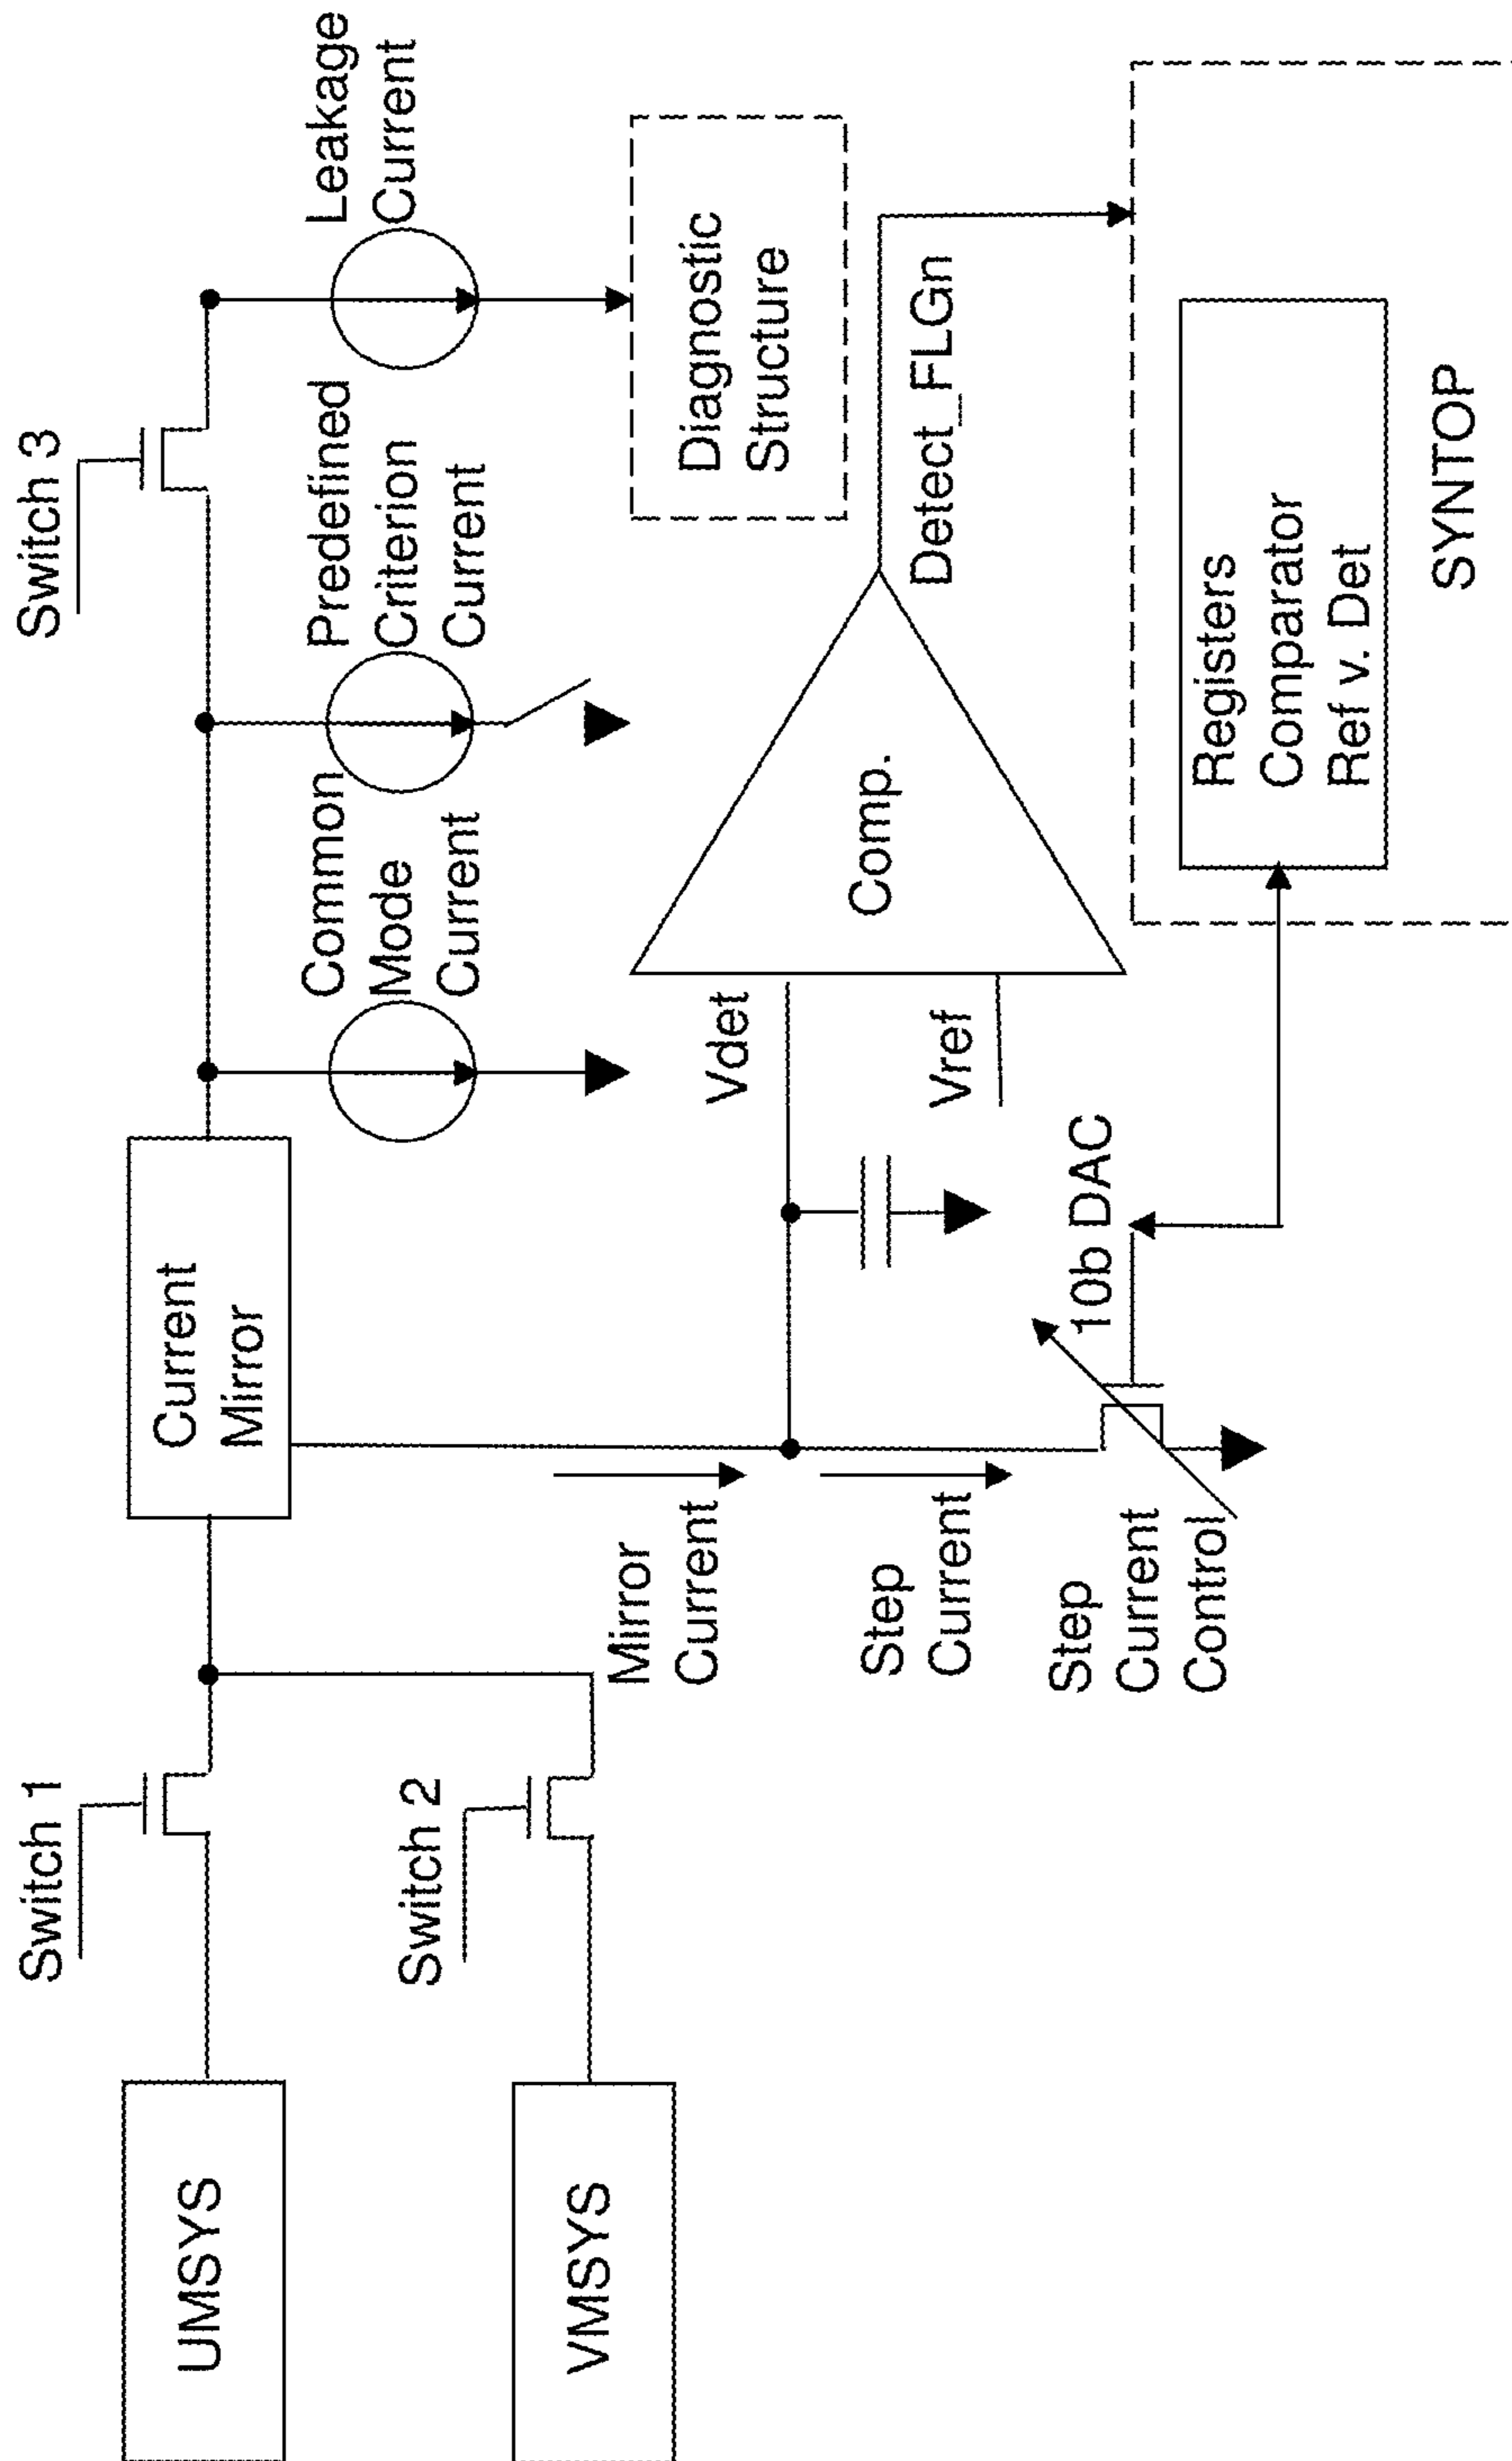 UMSYS
VMSYS
Switch 1
Switch 2
Current
Mirror
Mirror
Current
Step
Current
Step
Current
Control
10b DAC
Switch 3
Common
Mode
Current
Predefined
Criterion
Current
Leakage
Current
Diagnostic
Structure
Vdet
Vref
Comp.
Detect_FLGn
Registers
Comparator
Ref v. Det
SYNTOP